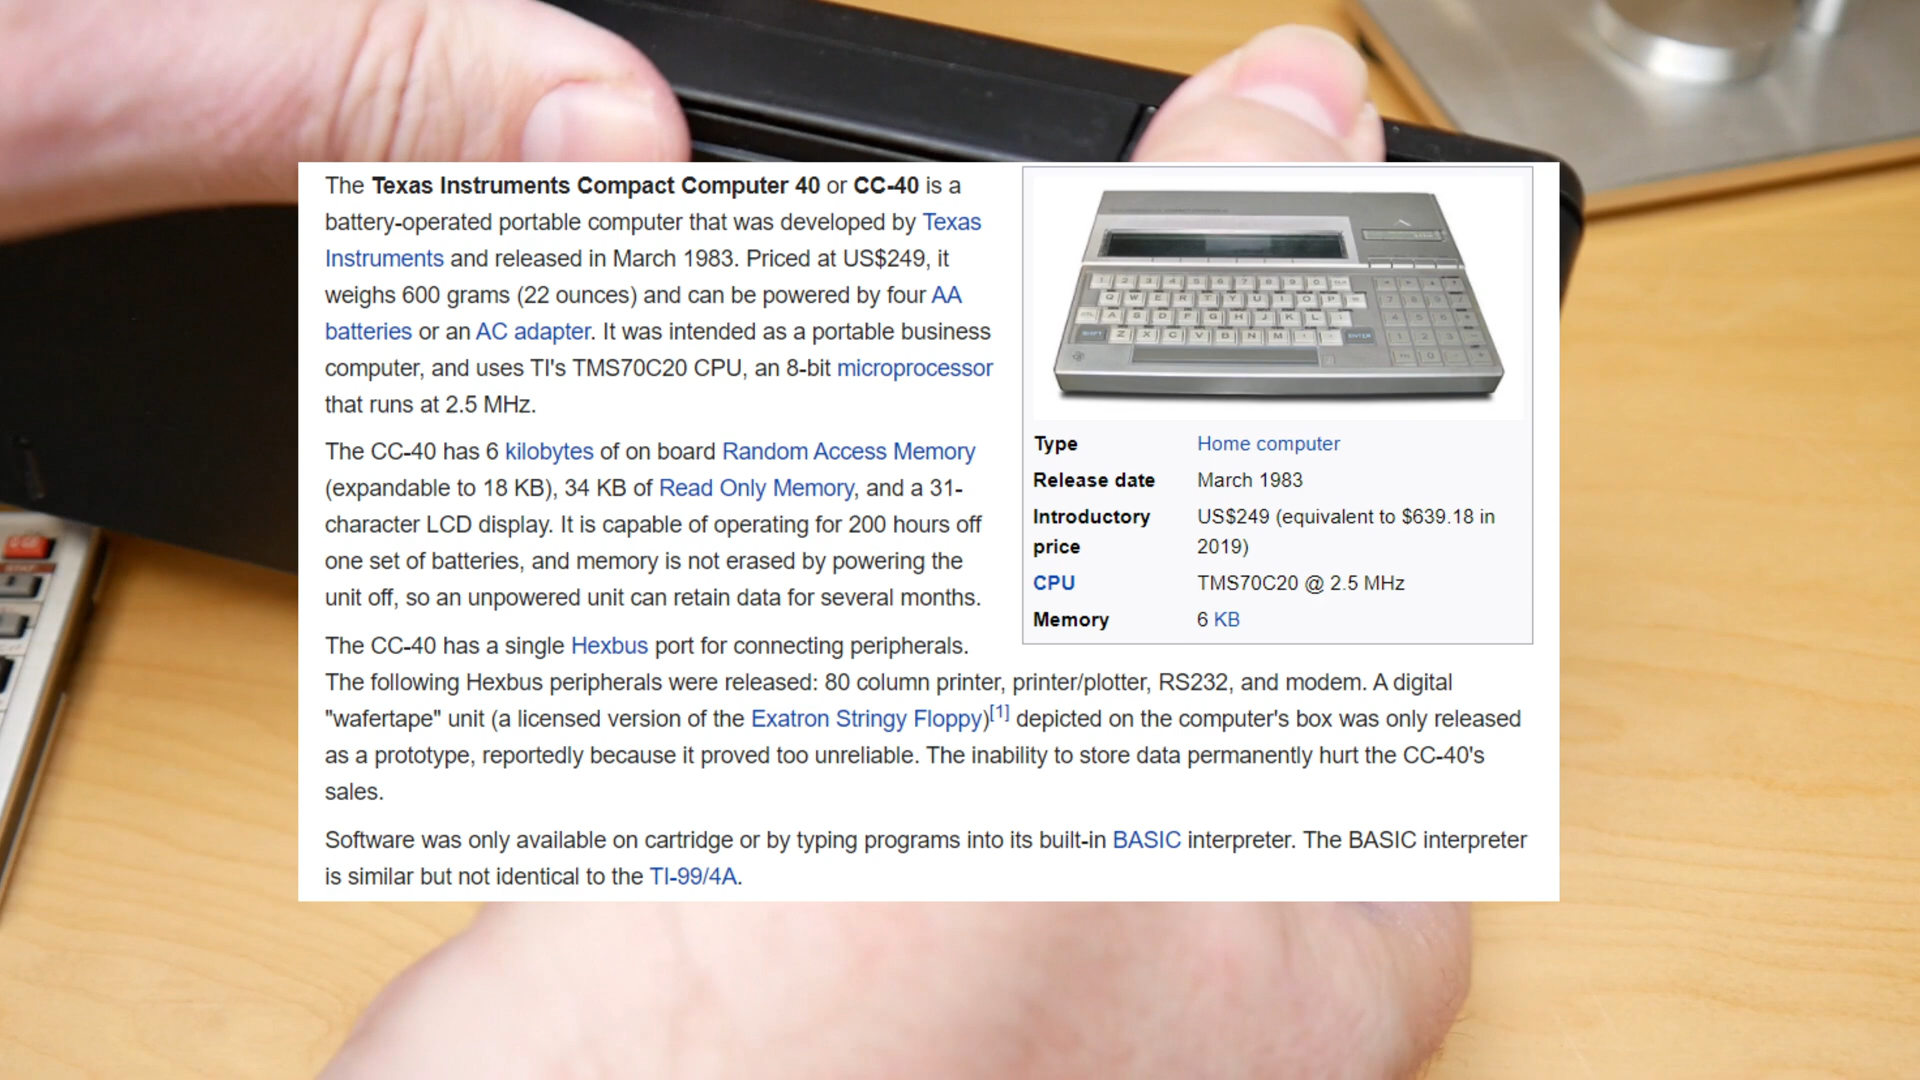 The Texas Instruments Compact Computer 40 or CC-40 is a
battery-operated portable computer that was developed by Texas
Instruments and released in March 1983. Priced at US$249, it
weighs 600 grams (22 ounces) and can be powered by four AA
batteries or an AC adapter. It was intended as a portable business
computer, and uses TI's TMS70C20 CPU, an 8-bit microprocessor
that runs at 2.5 MHz.
The CC-40 has 6 kilobytes of on board Random Access Memory
(expandable to 18 KB), 34 KB of Read Only Memory, and a 31-
character LCD display. It is capable of operating for 200 hours off
one set of batteries, and memory is not erased by powering the
unit off, so an unpowered unit can retain data for several months.
The CC-40 has a single Hexbus port for connecting peripherals.
The following Hexbus peripherals were released: 80 column printer, printer/plotter, RS232, and modem. A digital
"wafertape" unit (a licensed version of the Exatron Stringy Floppy)[1] depicted on the computer's box was only released
as a prototype, reportedly because it proved too unreliable. The inability to store data permanently hurt the CC-40's
sales.
Software was only available on cartridge or by typing programs into its built-in BASIC interpreter. The BASIC interpreter
is similar but not identical to the TI-99/4A.
Q W E R T Y U I O P
A S D F G H J K L
SHIFT Z X C V B N M ENTER
Type Home computer
Release date March 1983
Introductory US$249 (equivalent to $639.18 in
price 2019)
CPU TMS70C20 @ 2.5 MHz
Memory 6 KB